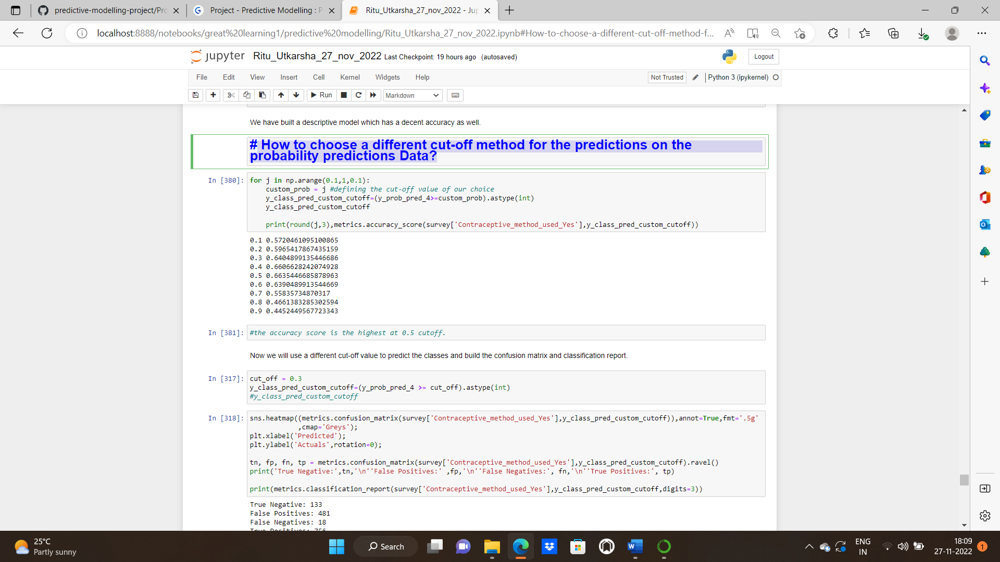 predictive-modelling-project/Pro
Project - Predictive Modelling : P
Ritu_Utkarsha_27_nov_2022 - Jup
localhost:8888/notebooks/great%20learning1/predictive%20modelling/Ritu_Utkarsha_27_nov_2022.ipynb#How-to-choose-a-different-cut-off-method-f...
jupyter Ritu_Utkarsha_27_nov_2022 Last Checkpoint: 19 hours ago (autosaved)
Logout
File Edit View Insert Cell Kernel Widgets Help
Not Trusted Python 3 (ipykernel)
Run Markdown
We have built a descriptive model which has a decent accuracy as well.
# How to choose a different cut-off method for the predictions on the
probability predictions Data?
In [380]: for j in np.arange(0.1,1,0.1):
custom_prob = j #defining the cut-off value of our choice
y_class_pred_custom_cutoff=(y_prob_pred_4>=custom_prob).astype(int)
y_class_pred_custom_cutoff
print(round(j,3),metrics.accuracy_score(survey['Contraceptive_method_used_Yes'],y_class_pred_custom_cutoff))
0.1 0.5720461095100865
0.2 0.5965417867435159
0.3 0.6404899135446686
0.4 0.6606628242074928
0.5 0.6635446685878963
0.6 0.6390489913544669
0.7 0.55835734870317
0.8 0.4661383285302594
0.9 0.4452449567723343
In [381]: #the accuracy score is the highest at 0.5 cutoff.
Now we will use a different cut-off value to predict the classes and build the confusion matrix and classification report.
In [317]: cut_off = 0.3
y_class_pred_custom_cutoff=(y_prob_pred_4 >= cut_off).astype(int)
#y_class_pred_custom_cutoff
In [318]: sns.heatmap((metrics.confusion_matrix(survey['Contraceptive_method_used_Yes'],y_class_pred_custom_cutoff)),annot=True,fmt='.5g'
,cmap='Greys');
plt.xlabel('Predicted');
plt.ylabel('Actuals',rotation=0);
tn, fp, fn, tp = metrics.confusion_matrix(survey['Contraceptive_method_used_Yes'],y_class_pred_custom_cutoff).ravel()
print('True Negative:',tn,'\n''False Positives:' ,fp,'\n''False Negatives:', fn,'\n''True Positives:', tp)
print(metrics.classification_report(survey['Contraceptive_method_used_Yes'],y_class_pred_custom_cutoff,digits=3))
True Negative: 133
False Positives: 481
False Negatives: 18
True Positives: 756
25°C
Partly sunny
Search
ENG
IN
18:09
27-11-2022
1